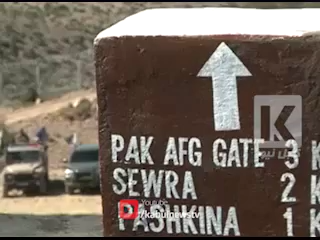 PAK AFG GATE 3 K
SEWRA 2 K
PASHKINA 1 K
K
Youtube
/kabulnewstv